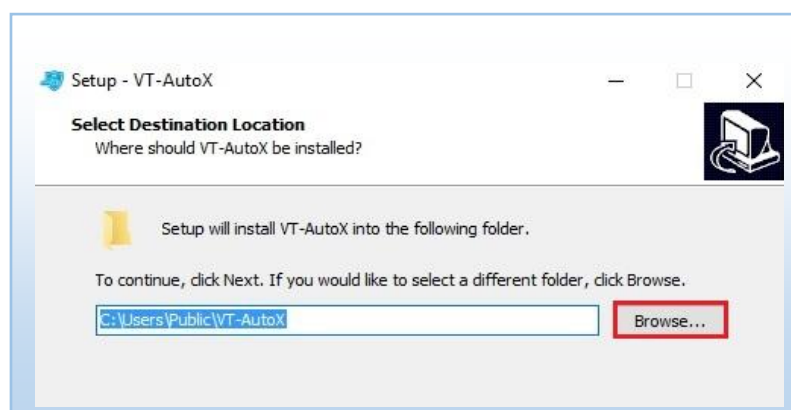 Setup - VT-AutoX
Select Destination Location
Where should VT-AutoX be installed?
Setup will install VT-AutoX into the following folder.
To continue, click Next. If you would like to select a different folder, click Browse.
C:\Users\Public\VT-AutoX
Browse...